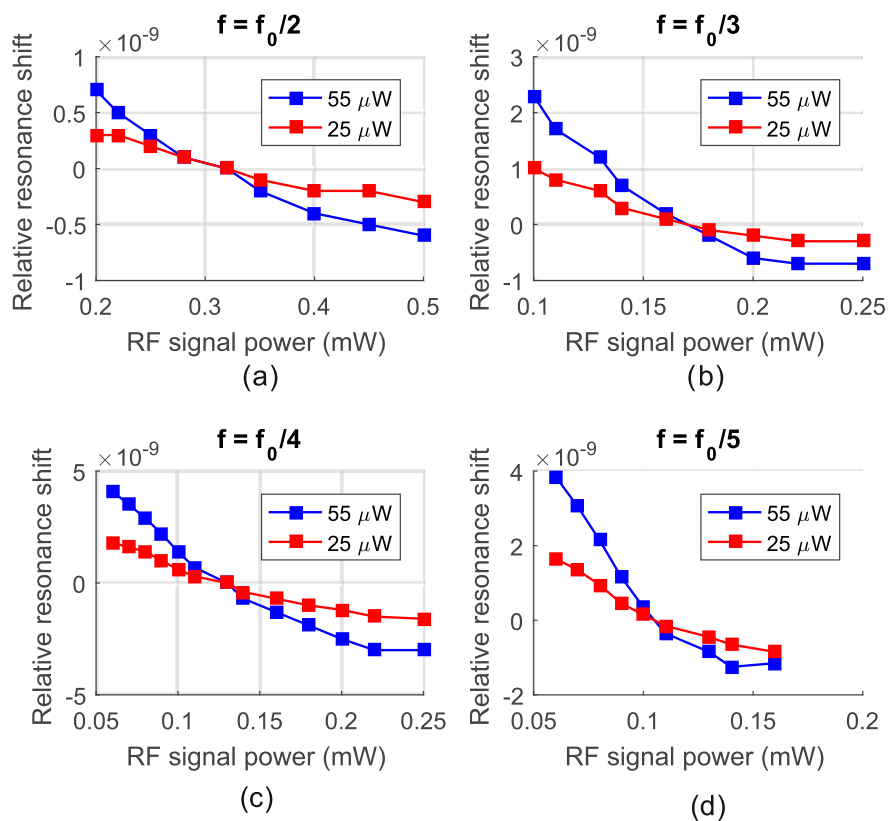 f = f0/2
×10-9
1
0.5
0
-0.5
-1
Relative resonance shift
55 μW
25 μW
0.2 0.3 0.4 0.5
RF signal power (mW)
(a)
f = f0/3
×10-9
3
2
1
0
-1
Relative resonance shift
55 μW
25 μW
0.1 0.15 0.2 0.25
RF signal power (mW)
(b)
f = f0/4
×10-9
5
0
-5
Relative resonance shift
55 μW
25 μW
0.05 0.1 0.15 0.2 0.25
RF signal power (mW)
(c)
f = f0/5
×10-9
4
2
0
-2
Relative resonance shift
55 μW
25 μW
0.05 0.1 0.15 0.2
RF signal power (mW)
(d)